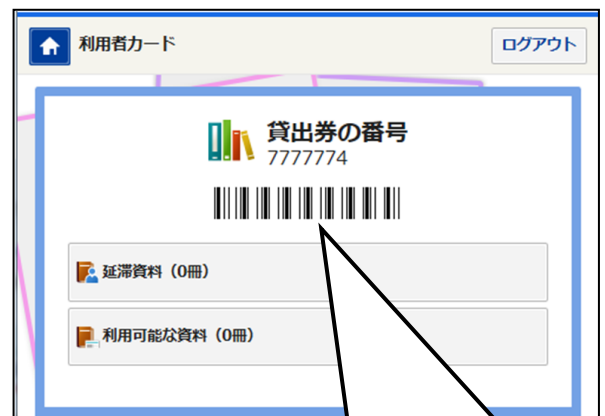 利用者カード
ログアウト
貸出券の番号
7777774
延滞資料（0冊）
利用可能な資料（0冊）